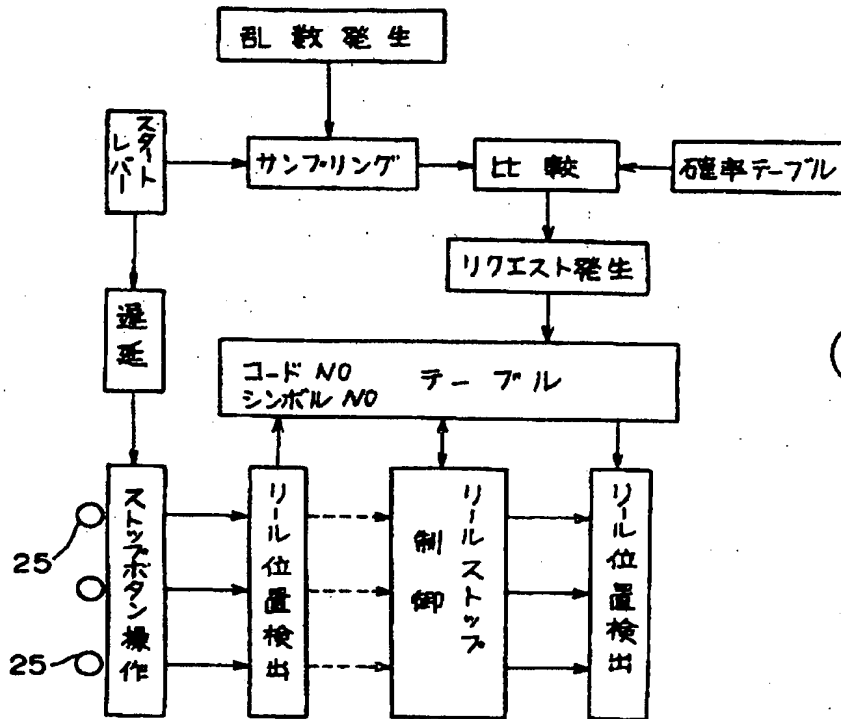 乱数発生
スタートレバー
サンプリング
比較
確率テーブル
リクエスト発生
遅延
コード NO
シンボル NO
テーブル
ストップボタン操作
リール位置検出
リールストップ
制御
リール位置検出
25
25